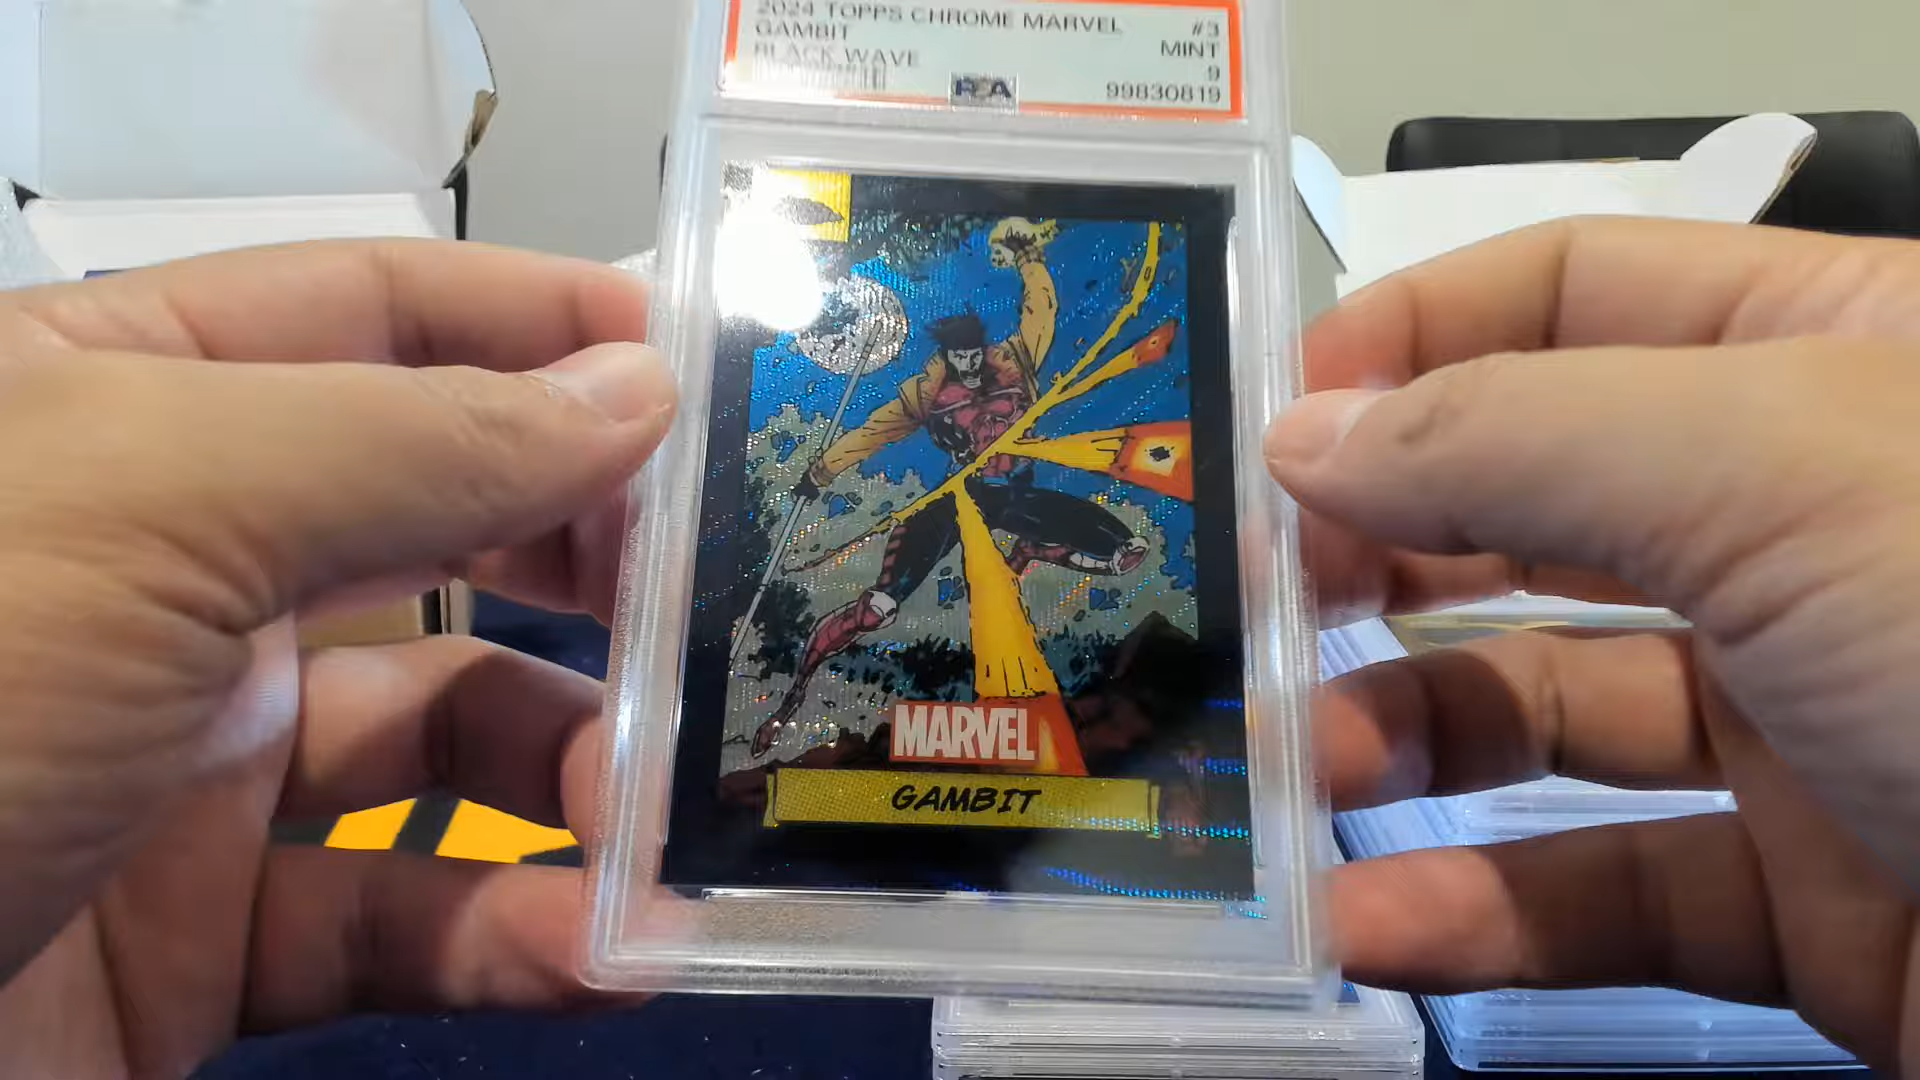 2024 TOPPS CHROME MARVEL #3
GAMBIT MINT
BLACK WAVE 9
PSA 99830819
MARVEL
GAMBIT